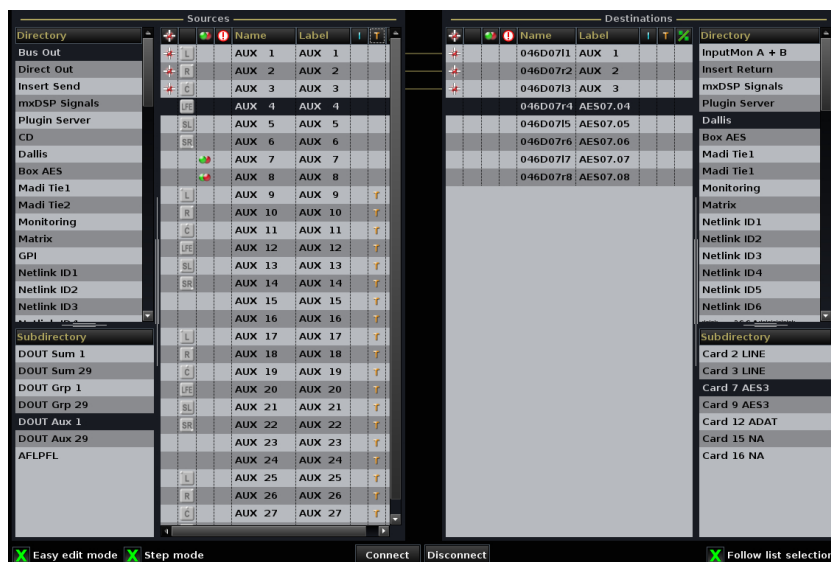 Sources
Destinations
Directory
Bus Out
Direct Out
Insert Send
mxDSP Signals
Plugin Server
CD
Dallis
Box AES
Madi Tie1
Madi Tie2
Monitoring
Matrix
GPI
Netlink ID1
Netlink ID2
Netlink ID3
Subdirectory
DOUT Sum 1
DOUT Sum 29
DOUT Grp 1
DOUT Grp 29
DOUT Aux 1
DOUT Aux 29
AFLPFL
Name Label ! T
L AUX 1 AUX 1
R AUX 2 AUX 2
C AUX 3 AUX 3
LFE AUX 4 AUX 4
SL AUX 5 AUX 5
SR AUX 6 AUX 6
AUX 7 AUX 7
AUX 8 AUX 8
L AUX 9 AUX 9 T
R AUX 10 AUX 10 T
C AUX 11 AUX 11 T
LFE AUX 12 AUX 12 T
SL AUX 13 AUX 13 T
SR AUX 14 AUX 14 T
AUX 15 AUX 15 T
AUX 16 AUX 16 T
L AUX 17 AUX 17 T
R AUX 18 AUX 18 T
C AUX 19 AUX 19 T
LFE AUX 20 AUX 20 T
SL AUX 21 AUX 21 T
SR AUX 22 AUX 22 T
AUX 23 AUX 23 T
AUX 24 AUX 24 T
L AUX 25 AUX 25 T
R AUX 26 AUX 26 T
C AUX 27 AUX 27 T
Name Label ! T
046D07l1 AUX 1
046D07r2 AUX 2
046D07l3 AUX 3
046D07r4 AES07.04
046D07l5 AES07.05
046D07r6 AES07.06
046D07l7 AES07.07
046D07r8 AES07.08
Directory
InputMon A + B
Insert Return
mxDSP Signals
Plugin Server
Dallis
Box AES
Madi Tie1
Madi Tie1
Monitoring
Matrix
Netlink ID1
Netlink ID2
Netlink ID3
Netlink ID4
Netlink ID5
Netlink ID6
Subdirectory
Card 2 LINE
Card 3 LINE
Card 7 AES3
Card 9 AES3
Card 12 ADAT
Card 15 NA
Card 16 NA
X Easy edit mode X Step mode Connect Disconnect X Follow list selection